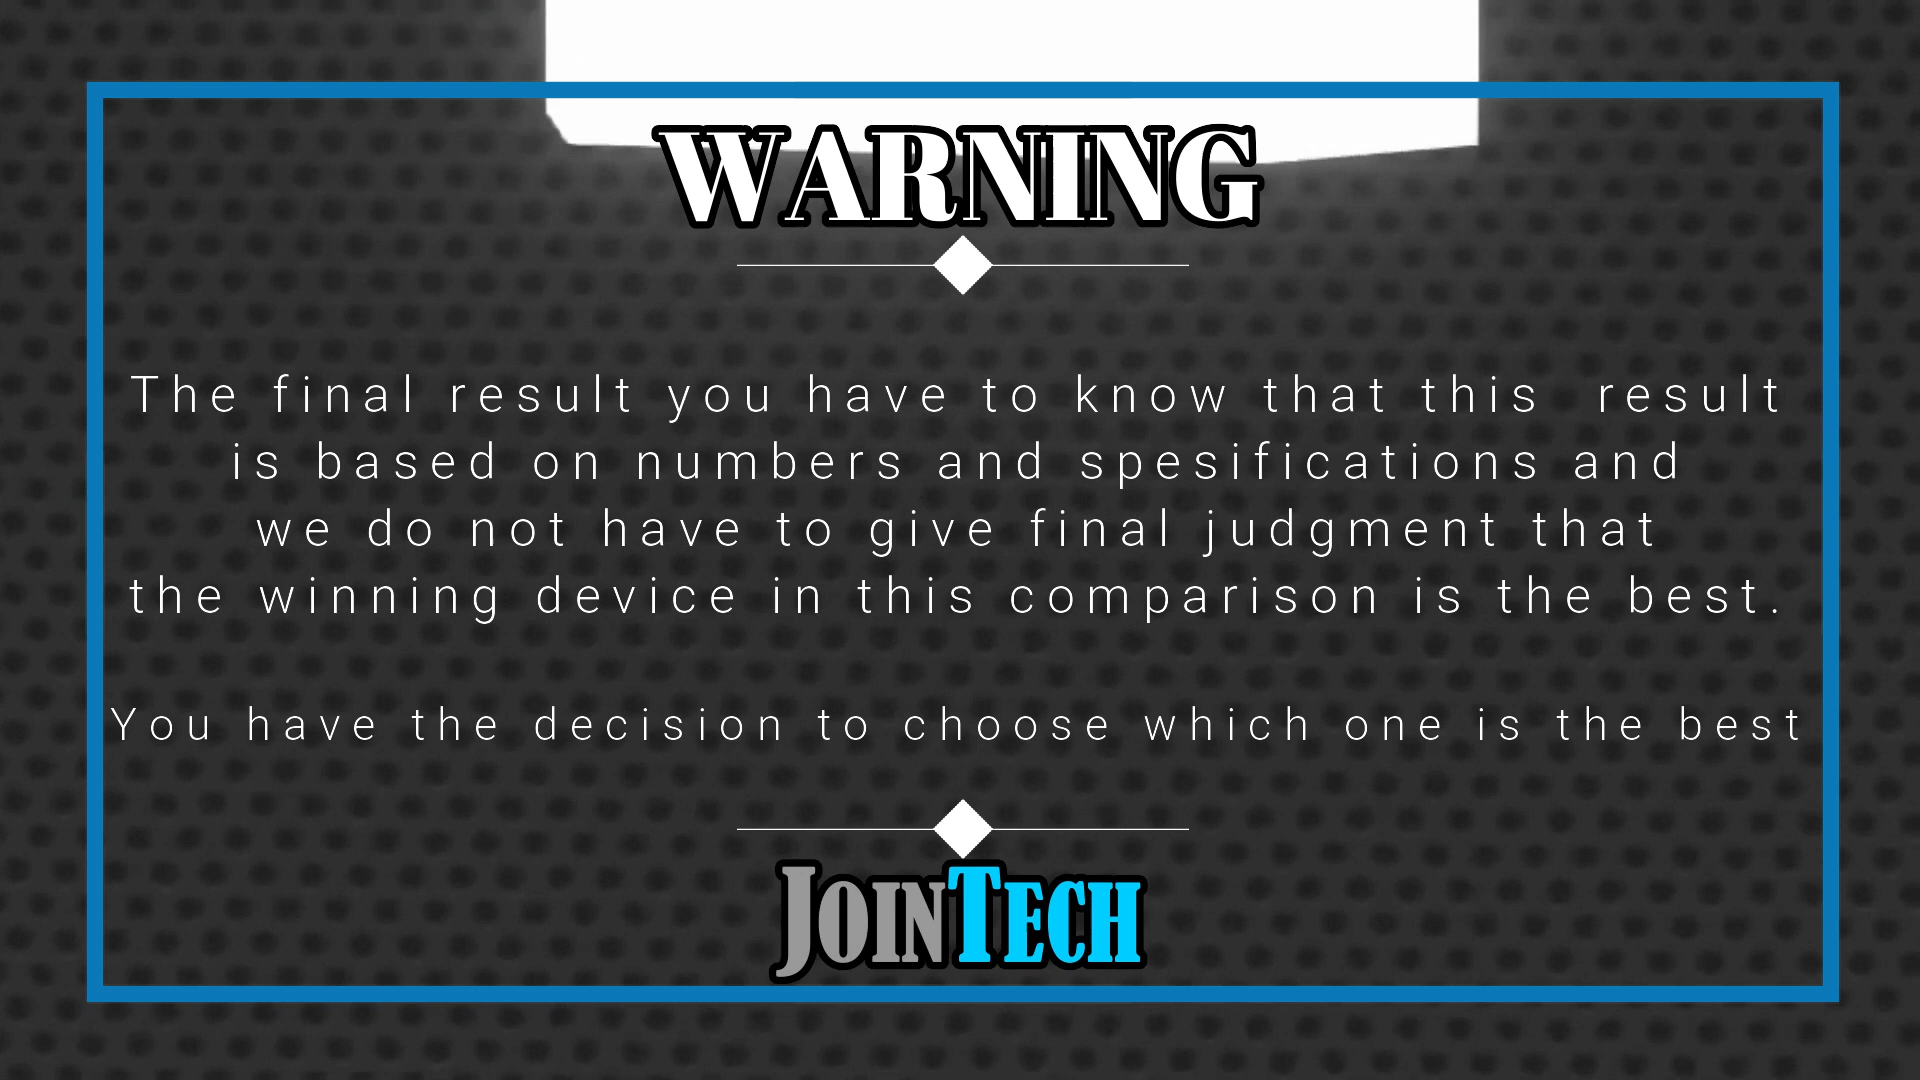 WARNING
The final result you have to know that this result
is based on numbers and spesifications and
we do not have to give final judgment that
the winning device in this comparison is the best.
You have the decision to choose which one is the best
JOINTECH